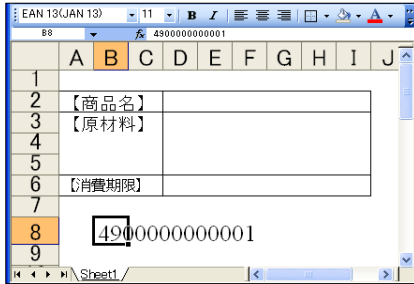 EAN 13(JAN 13) 11 B I A
B8 fx 4900000000001
A B C D E F G H I J
1
2 【商品名】
3 【原材料】
4
5
6 【消費期限】
7
8 4900000000001
9
Sheet1